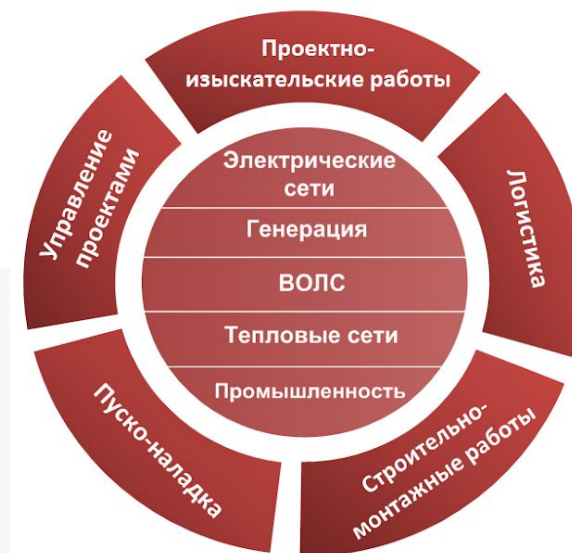 Проектно-
изыскательские работы
Логистика
Строительно-
монтажные работы
Пуско-наладка
Управление
проектами
Электрические
сети
Генерация
ВОЛС
Тепловые сети
Промышленность